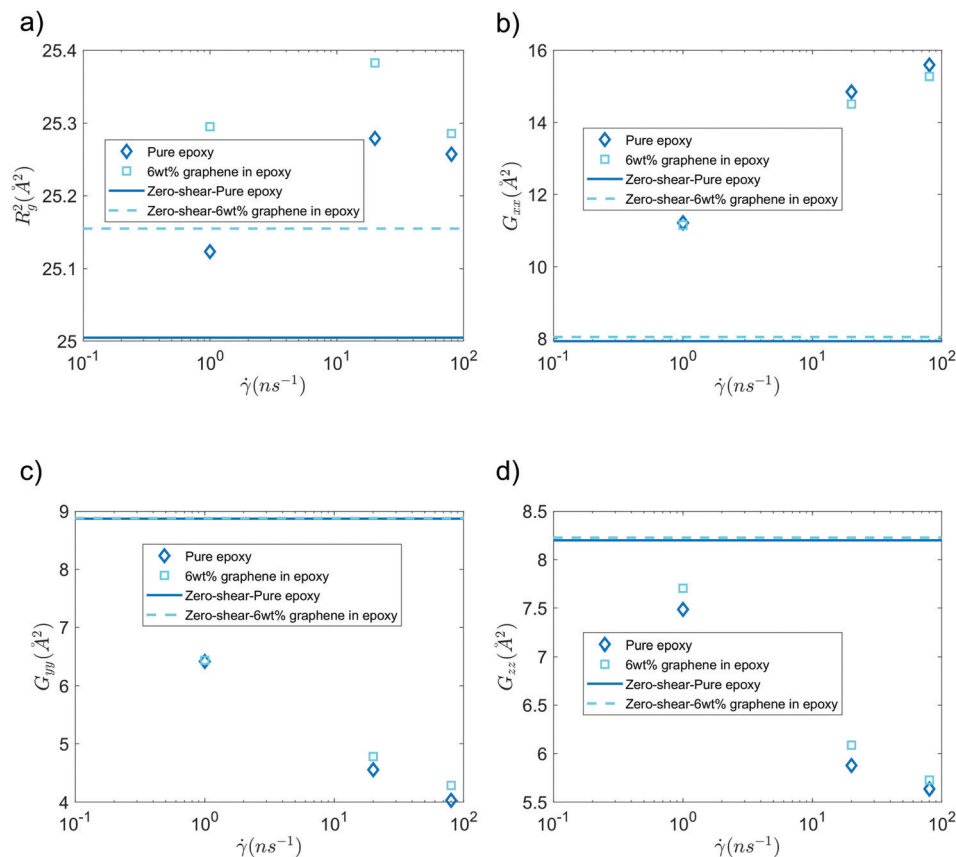 a)
25.4
25.3
25.2
25.1
25
R_g^2(Å^2)
Pure epoxy
6wt% graphene in epoxy
Zero-shear-Pure epoxy
Zero-shear-6wt% graphene in epoxy
10^-1 10^0 10^1 10^2
γ̇(ns^-1)
b)
16
14
12
10
8
G_xx(Å^2)
Pure epoxy
6wt% graphene in epoxy
Zero-shear-Pure epoxy
Zero-shear-6wt% graphene in epoxy
10^-1 10^0 10^1 10^2
γ̇(ns^-1)
c)
9
8
7
6
5
4
G_yy(Å^2)
Pure epoxy
6wt% graphene in epoxy
Zero-shear-Pure epoxy
Zero-shear-6wt% graphene in epoxy
10^-1 10^0 10^1 10^2
γ̇(ns^-1)
d)
8.5
8
7.5
7
6.5
6
5.5
G_zz(Å^2)
Pure epoxy
6wt% graphene in epoxy
Zero-shear-Pure epoxy
Zero-shear-6wt% graphene in epoxy
10^-1 10^0 10^1 10^2
γ̇(ns^-1)